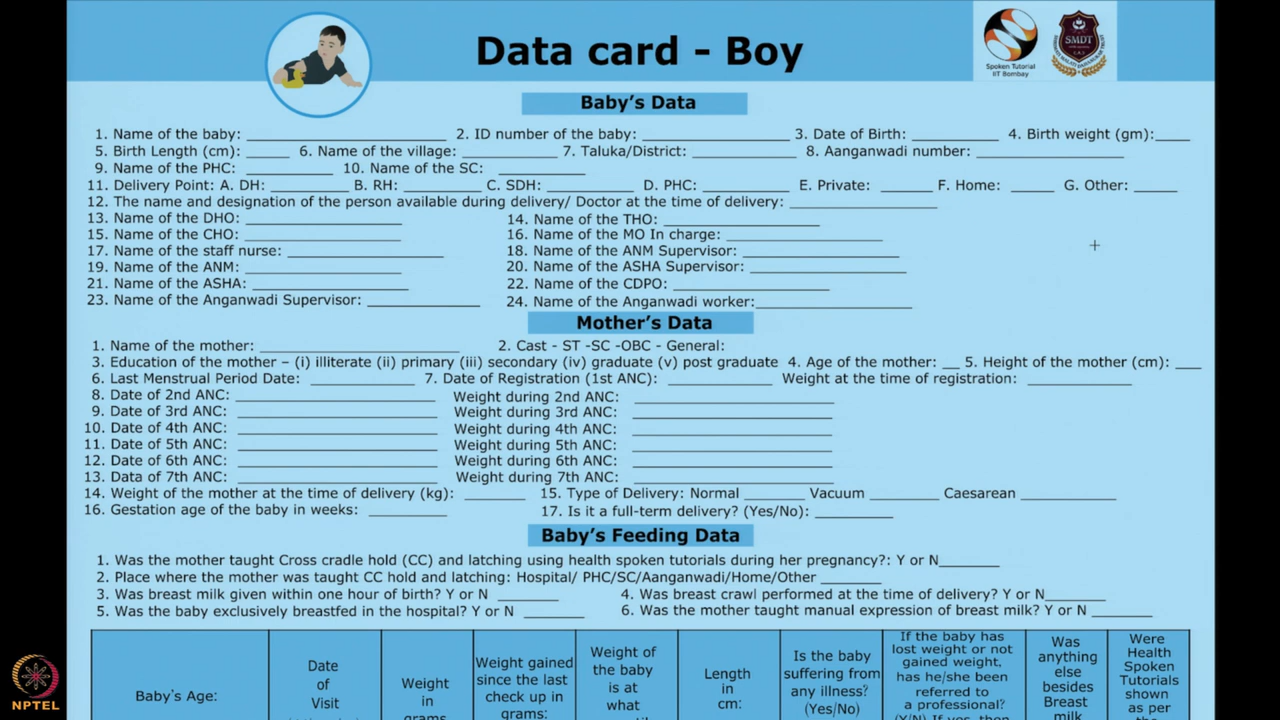 Data card - Boy
Spoken Tutorial
IIT Bombay
SMDT
Baby's Data
1. Name of the baby: 2. ID number of the baby: 3. Date of Birth: 4. Birth weight (gm):
5. Birth Length (cm): 6. Name of the village: 7. Taluka/District: 8. Aanganwadi number:
9. Name of the PHC: 10. Name of the SC:
11. Delivery Point: A. DH: B. RH: C. SDH: D. PHC: E. Private: F. Home: G. Other:
12. The name and designation of the person available during delivery/ Doctor at the time of delivery:
13. Name of the DHO: 14. Name of the THO:
15. Name of the CHO: 16. Name of the MO In charge:
17. Name of the staff nurse: 18. Name of the ANM Supervisor:
19. Name of the ANM: 20. Name of the ASHA Supervisor:
21. Name of the ASHA: 22. Name of the CDPO:
23. Name of the Anganwadi Supervisor: 24. Name of the Anganwadi worker:
Mother's Data
1. Name of the mother: 2. Cast - ST -SC -OBC - General:
3. Education of the mother – (i) illiterate (ii) primary (iii) secondary (iv) graduate (v) post graduate 4. Age of the mother: 5. Height of the mother (cm):
6. Last Menstrual Period Date: 7. Date of Registration (1st ANC): Weight at the time of registration:
8. Date of 2nd ANC: Weight during 2nd ANC:
9. Date of 3rd ANC: Weight during 3rd ANC:
10. Date of 4th ANC: Weight during 4th ANC:
11. Date of 5th ANC: Weight during 5th ANC:
12. Date of 6th ANC: Weight during 6th ANC:
13. Data of 7th ANC: Weight during 7th ANC:
14. Weight of the mother at the time of delivery (kg): 15. Type of Delivery: Normal Vacuum Caesarean
16. Gestation age of the baby in weeks: 17. Is it a full-term delivery? (Yes/No):
Baby's Feeding Data
1. Was the mother taught Cross cradle hold (CC) and latching using health spoken tutorials during her pregnancy?: Y or N
2. Place where the mother was taught CC hold and latching: Hospital/ PHC/SC/Aanganwadi/Home/Other
3. Was breast milk given within one hour of birth? Y or N 4. Was breast crawl performed at the time of delivery? Y or N
5. Was the baby exclusively breastfed in the hospital? Y or N 6. Was the mother taught manual expression of breast milk? Y or N
Baby's Age:
Date
of
Visit
Weight
in
grams
Weight gained
since the last
check up in
grams:
Weight of
the baby
is at
what
Length
in
cm:
Is the baby
suffering from
any illness?
(Yes/No)
If the baby has
lost weight or not
gained weight,
has he/she been
referred to
a professional?
(Y/N) If yes, then
Was
anything
else
besides
Breast
milk
Were
Health
Spoken
Tutorials
shown
as per
the
NPTEL